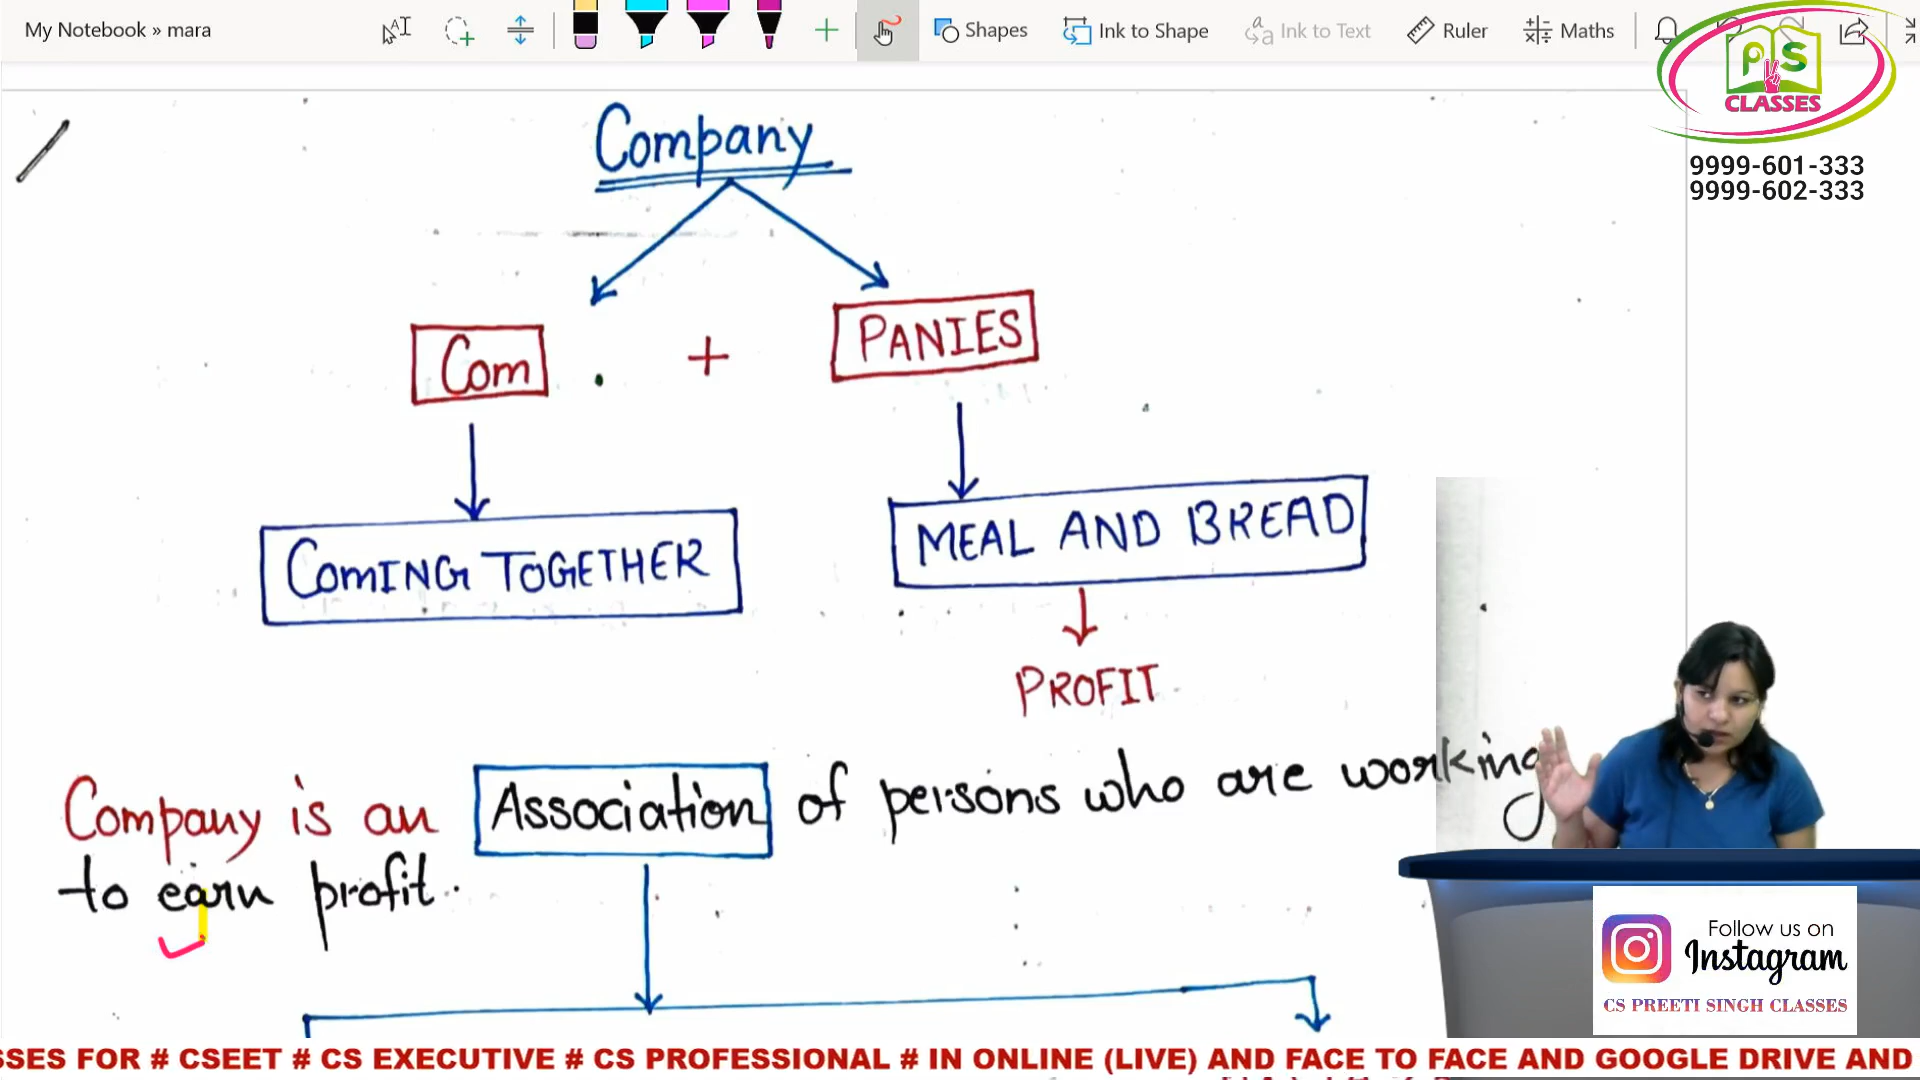 My Notebook » mara
Shapes
Ink to Shape
Ink to Text
Ruler
Maths
PS
CLASSES
9999-601-333
9999-602-333
Company
Com + PANIES
COMING TOGETHER
MEAL AND BREAD
PROFIT
Company is an Association of persons who are working
to earn profit.
Follow us on
Instagram
CS PREETI SINGH CLASSES
SSES FOR # CSEET # CS EXECUTIVE # CS PROFESSIONAL # IN ONLINE (LIVE) AND FACE TO FACE AND GOOGLE DRIVE AND